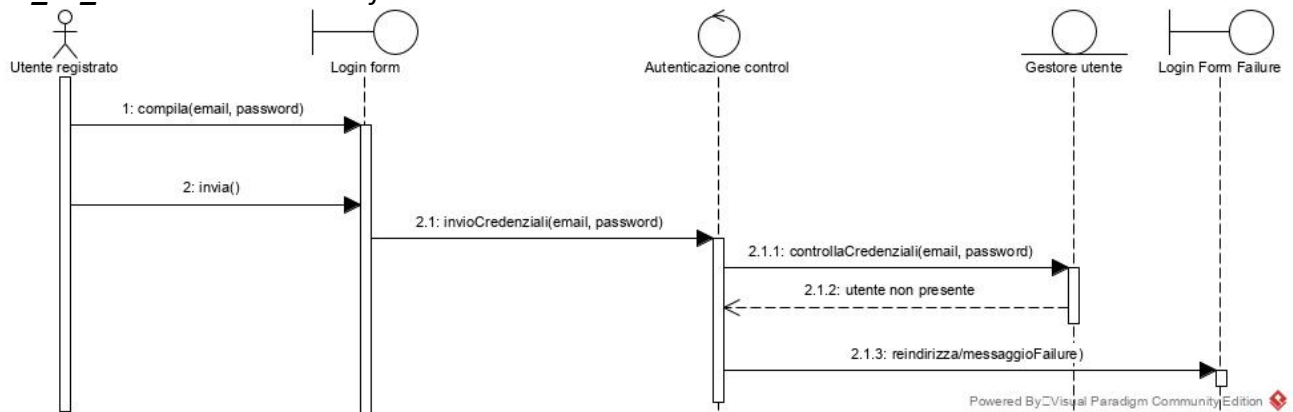 Utente registrato
Login form
Autenticazione control
Gestore utente
Login Form Failure
1: compila(email, password)
2: invia()
2.1: invioCredenziali(email, password)
2.1.1: controllaCredenziali(email, password)
2.1.2: utente non presente
2.1.3: reindirizza/messaggioFailure)
Powered By Visual Paradigm Community Edition